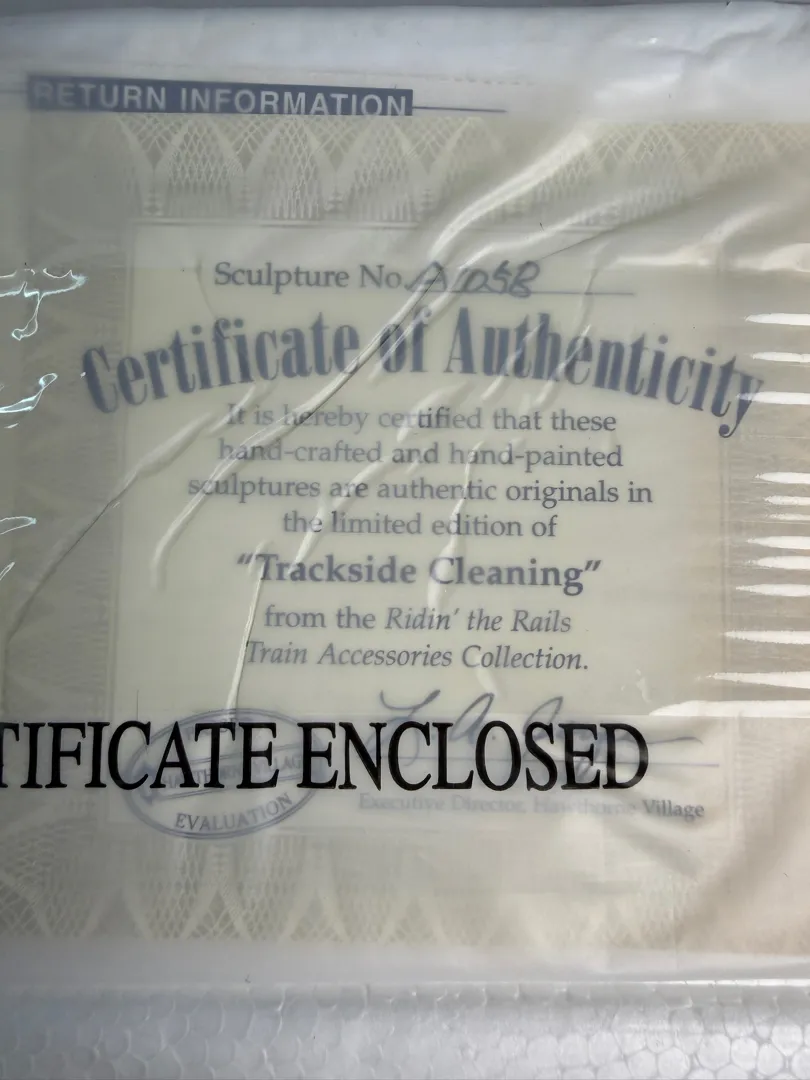 RETURN INFORMATION
Sculpture No. A1058
Certificate of Authenticity
It is hereby certified that these
hand-crafted and hand-painted
sculptures are authentic originals in
the limited edition of
“Trackside Cleaning”
from the Ridin’ the Rails
Train Accessories Collection.
TIFICATE ENCLOSED
EVALUATION
Executive Director, Hawthorne Village